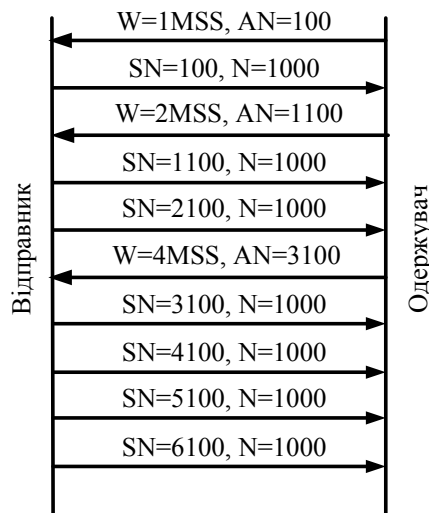 W=1MSS, AN=100
SN=100, N=1000
W=2MSS, AN=1100
SN=1100, N=1000
SN=2100, N=1000
W=4MSS, AN=3100
SN=3100, N=1000
SN=4100, N=1000
SN=5100, N=1000
SN=6100, N=1000
Відправник
Одержувач